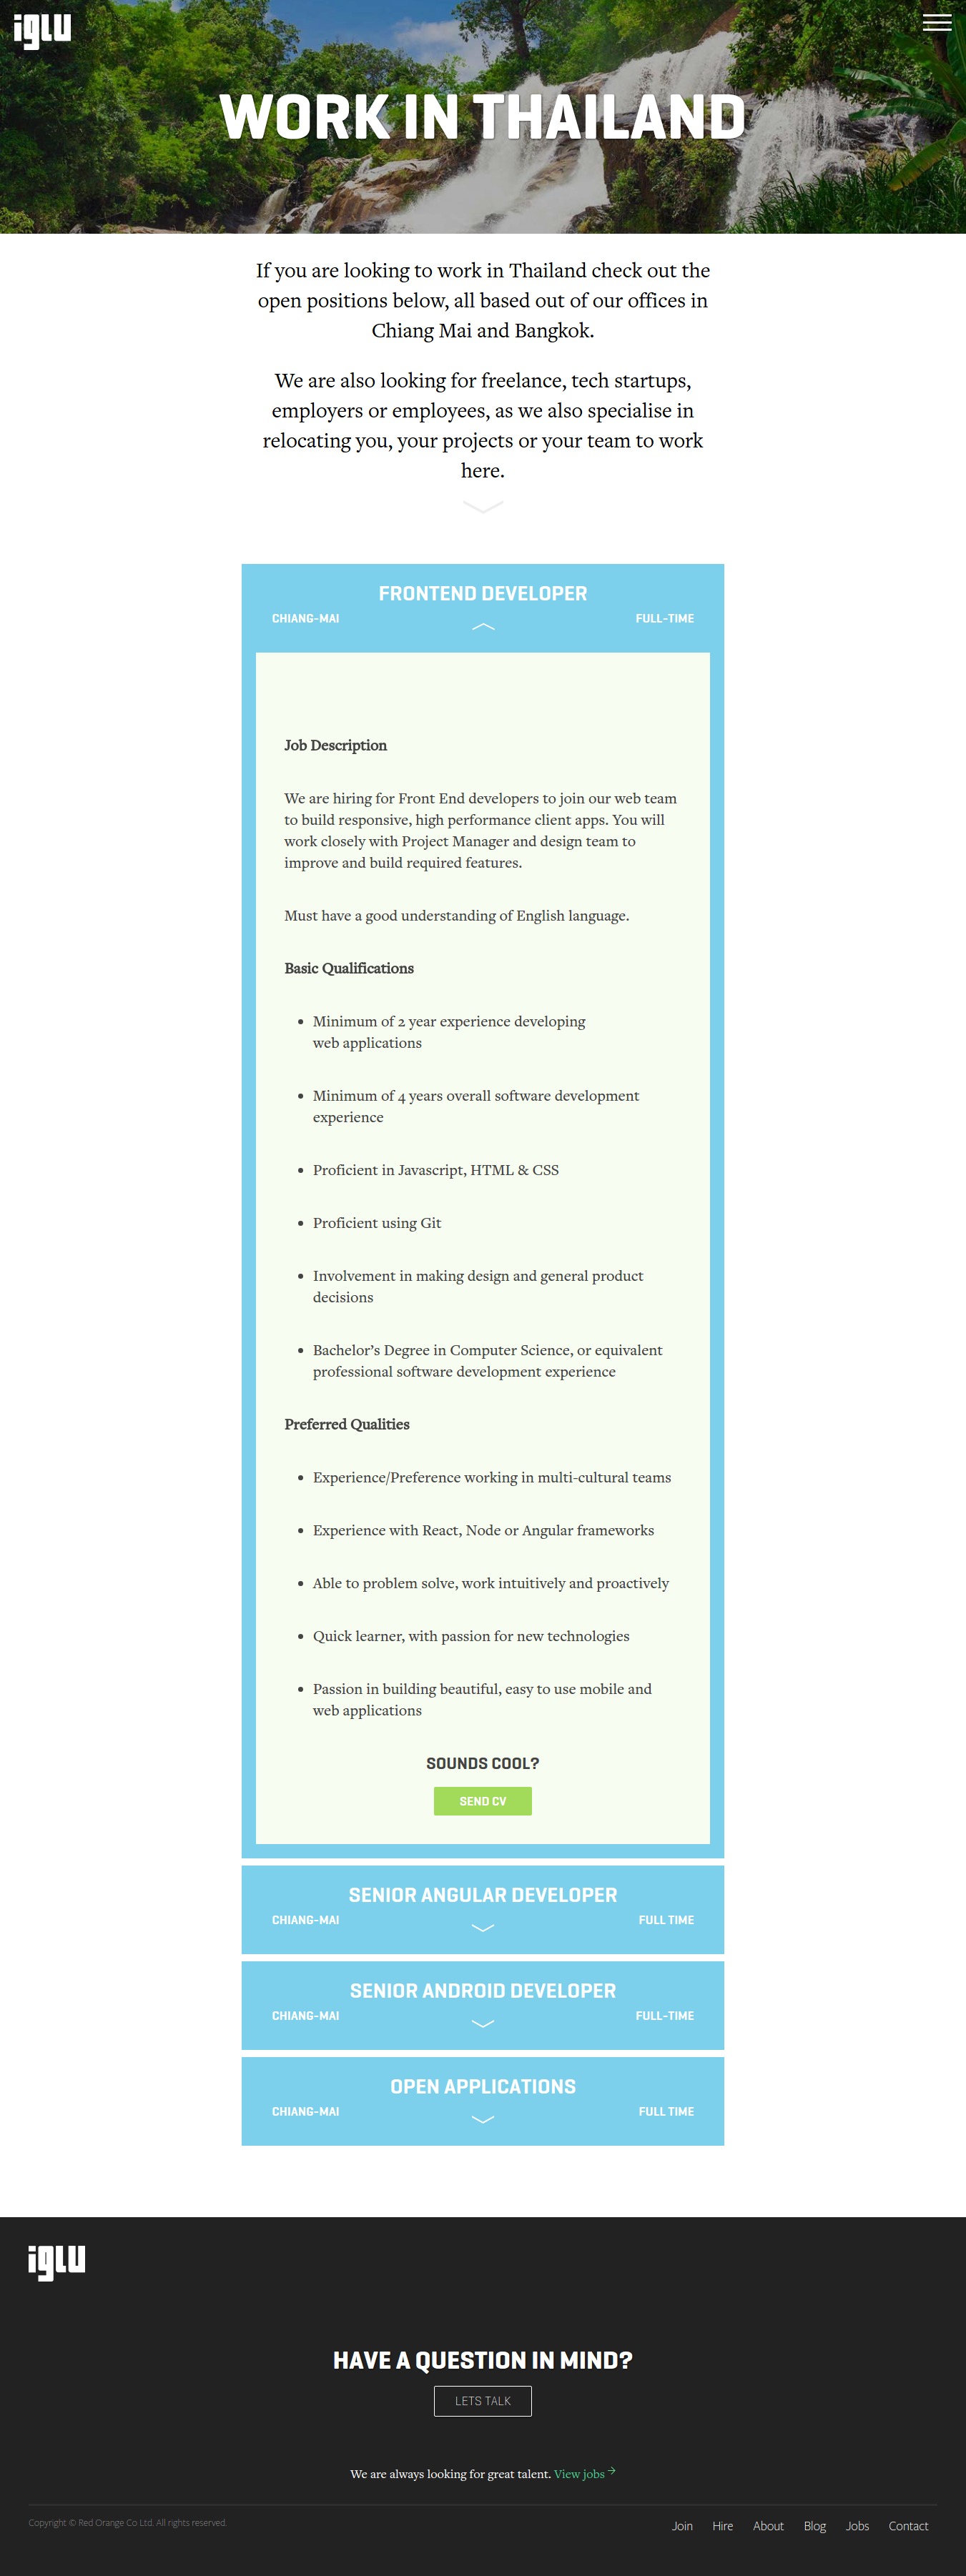 iglu
WORK IN THAILAND
If you are looking to work in Thailand check out the
open positions below, all based out of our offices in
Chiang Mai and Bangkok.
We are also looking for freelance, tech startups,
employers or employees, as we also specialise in
relocating you, your projects or your team to work
here.
FRONTEND DEVELOPER
CHIANG-MAI FULL-TIME
Job Description
We are hiring for Front End developers to join our web team
to build responsive, high performance client apps. You will
work closely with Project Manager and design team to
improve and build required features.
Must have a good understanding of English language.
Basic Qualifications
• Minimum of 2 year experience developing
web applications
• Minimum of 4 years overall software development
experience
• Proficient in Javascript, HTML & CSS
• Proficient using Git
• Involvement in making design and general product
decisions
• Bachelor’s Degree in Computer Science, or equivalent
professional software development experience
Preferred Qualities
• Experience/Preference working in multi-cultural teams
• Experience with React, Node or Angular frameworks
• Able to problem solve, work intuitively and proactively
• Quick learner, with passion for new technologies
• Passion in building beautiful, easy to use mobile and
web applications
SOUNDS COOL?
SEND CV
SENIOR ANGULAR DEVELOPER
CHIANG-MAI FULL TIME
SENIOR ANDROID DEVELOPER
CHIANG-MAI FULL-TIME
OPEN APPLICATIONS
CHIANG-MAI FULL TIME
iglu
HAVE A QUESTION IN MIND?
LETS TALK
We are always looking for great talent. View jobs →
Copyright © Red Orange Co Ltd. All rights reserved.
Join Hire About Blog Jobs Contact